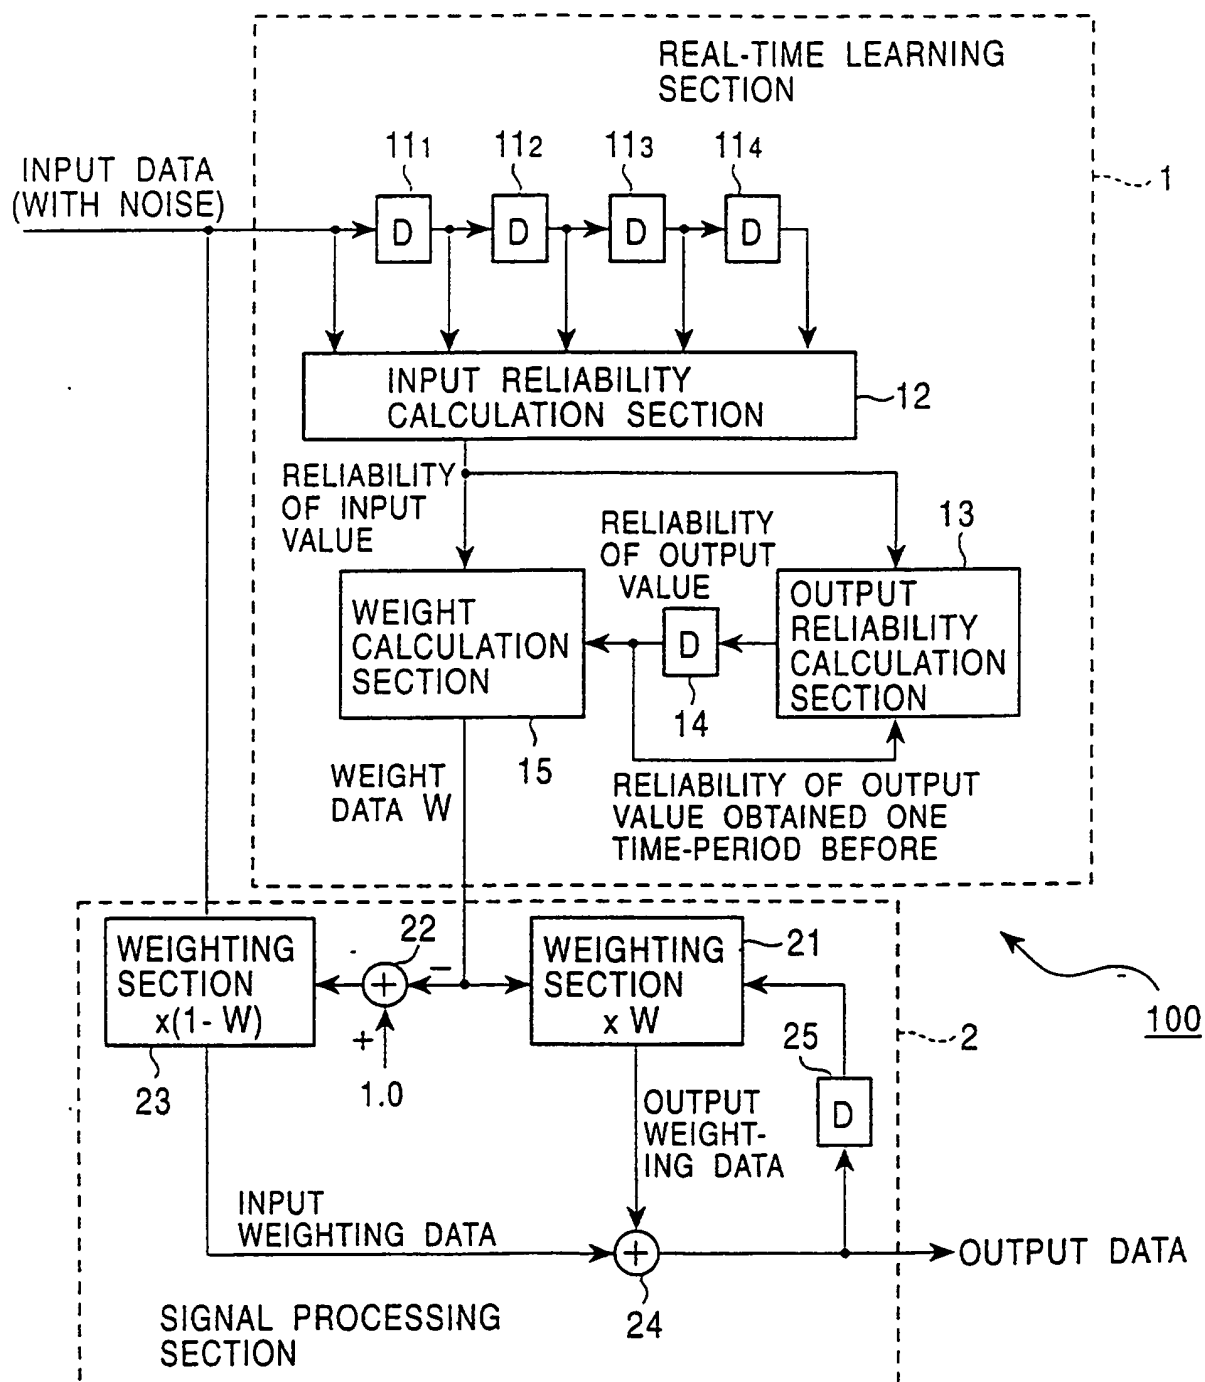 REAL-TIME LEARNING
SECTION
111 112 113 114
1
INPUT DATA
(WITH NOISE)
D D D D
INPUT RELIABILITY
CALCULATION SECTION
12
RELIABILITY
OF INPUT
VALUE
RELIABILITY
OF OUTPUT
VALUE
13
WEIGHT
CALCULATION
SECTION
D
OUTPUT
RELIABILITY
CALCULATION
SECTION
14
15
WEIGHT
DATA W
RELIABILITY OF OUTPUT
VALUE OBTAINED ONE
TIME-PERIOD BEFORE
WEIGHTING
SECTION
x(1- W)
22
−
+
+
1.0
WEIGHTING
SECTION
x W
21
25
2
100
23
D
OUTPUT
WEIGHT-
ING DATA
INPUT
WEIGHTING DATA
+
OUTPUT DATA
24
SIGNAL PROCESSING
SECTION